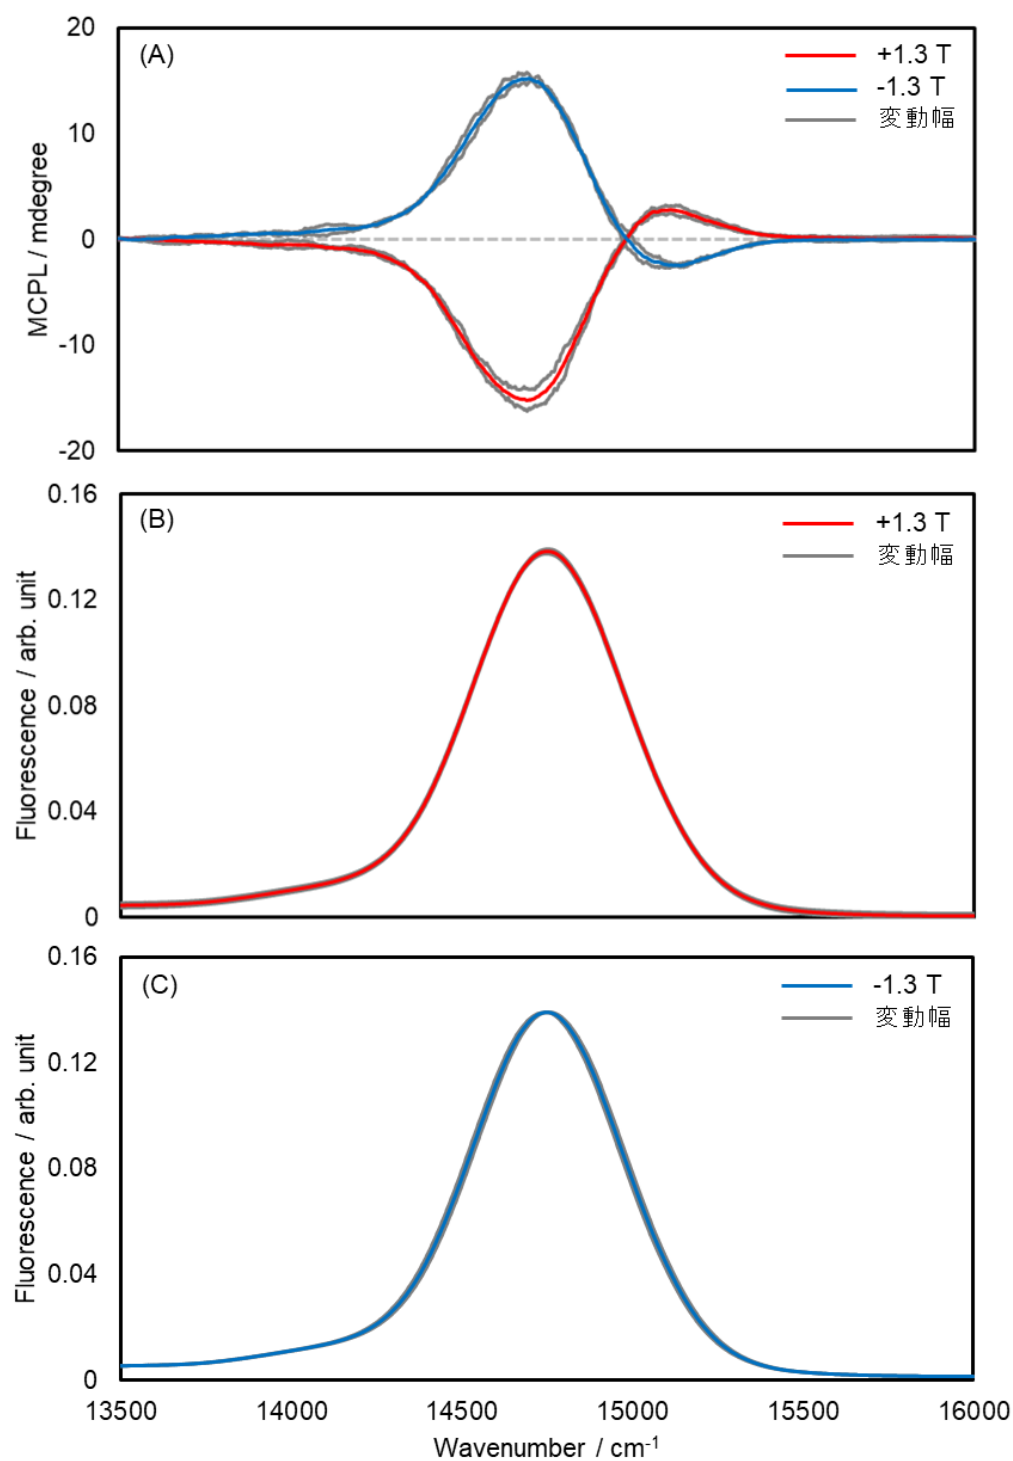 20
(A)
+1.3 T
-1.3 T
変動幅
10
0
-10
-20
MCPL / mdegree
0.16
(B)
+1.3 T
変動幅
0.12
0.08
0.04
0
Fluorescence / arb. unit
0.16
(C)
-1.3 T
変動幅
0.12
0.08
0.04
0
Fluorescence / arb. unit
13500 14000 14500 15000 15500 16000
Wavenumber / cm⁻¹